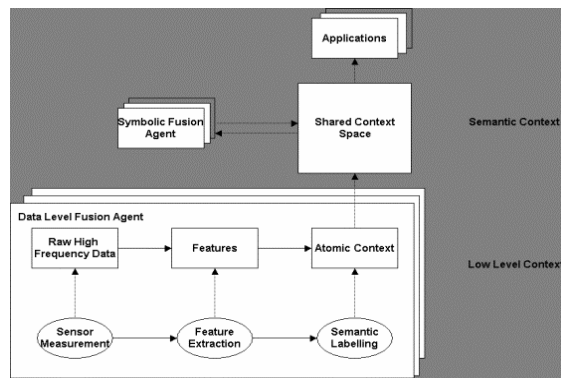 Applications
Symbolic Fusion
Agent
Shared Context
Space
Semantic Context
Data Level Fusion Agent
Raw High
Frequency Data
Features
Atomic Context
Low Level Context
Sensor
Measurement
Feature
Extraction
Semantic
Labelling